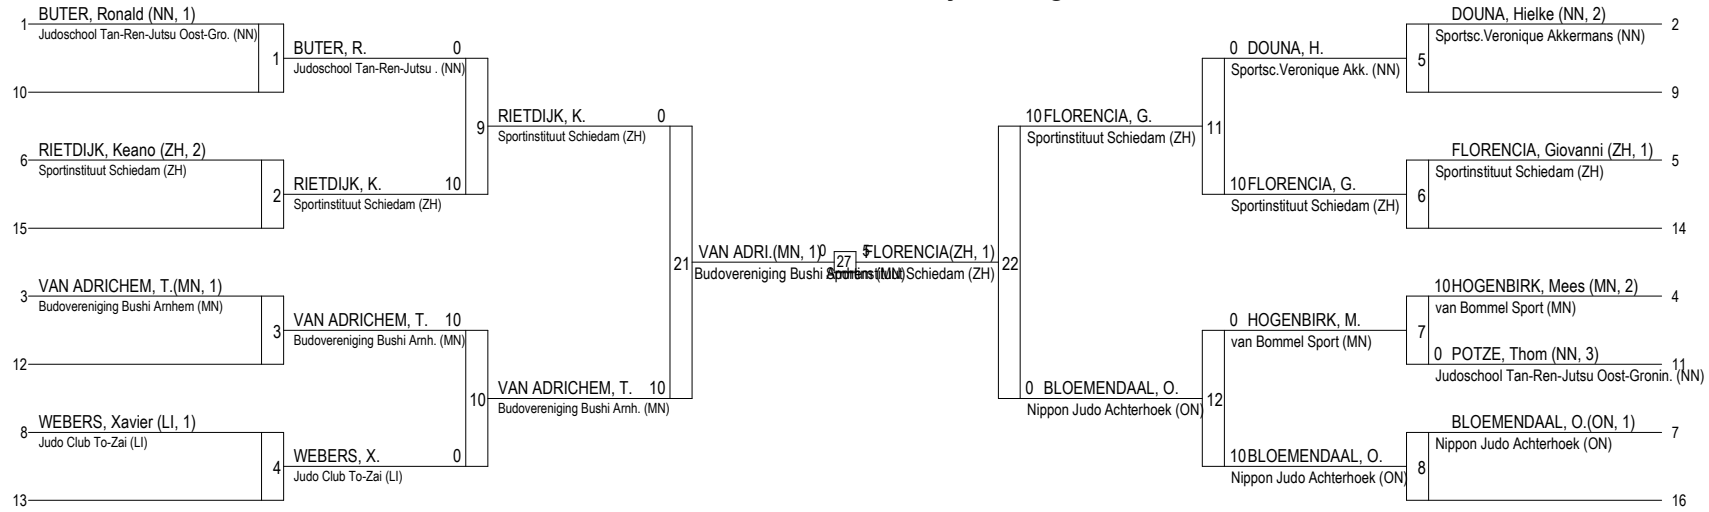 BUTER, Ronald (NN, 1)
1
Judoschool Tan-Ren-Jutsu Oost-Gro. (NN)
1
BUTER, R. 0
Judoschool Tan-Ren-Jutsu . (NN)
10
9
RIETDIJK, K. 0
Sportinstituut Schiedam (ZH)
RIETDIJK, Keano (ZH, 2)
6
Sportinstituut Schiedam (ZH)
2
RIETDIJK, K. 10
Sportinstituut Schiedam (ZH)
15
21
VAN ADRI.(MN, 1) 0
Budovereniging Bushi Arnhem (MN)
27
VAN ADRICHEM, T.(MN, 1)
3
Budovereniging Bushi Arnhem (MN)
3
VAN ADRICHEM, T. 10
Budovereniging Bushi Arnh. (MN)
12
10
VAN ADRICHEM, T. 10
Budovereniging Bushi Arnh. (MN)
WEBERS, Xavier (LI, 1)
8
Judo Club To-Zai (LI)
4
WEBERS, X. 0
Judo Club To-Zai (LI)
13
5 FLORENCIA(ZH, 1)
Sportinstituut Schiedam (ZH)
22
10 FLORENCIA, G.
Sportinstituut Schiedam (ZH)
11
0 DOUNA, H.
Sportsc.Veronique Akk. (NN)
5
DOUNA, Hielke (NN, 2)
2
Sportsc.Veronique Akkermans (NN)
9
10 FLORENCIA, G.
Sportinstituut Schiedam (ZH)
6
FLORENCIA, Giovanni (ZH, 1)
5
Sportinstituut Schiedam (ZH)
14
0 BLOEMENDAAL, O.
Nippon Judo Achterhoek (ON)
12
0 HOGENBIRK, M.
van Bommel Sport (MN)
7
10 HOGENBIRK, Mees (MN, 2)
4
van Bommel Sport (MN)
0 POTZE, Thom (NN, 3)
11
Judoschool Tan-Ren-Jutsu Oost-Gronin. (NN)
10 BLOEMENDAAL, O.
Nippon Judo Achterhoek (ON)
8
BLOEMENDAAL, O.(ON, 1)
7
Nippon Judo Achterhoek (ON)
16